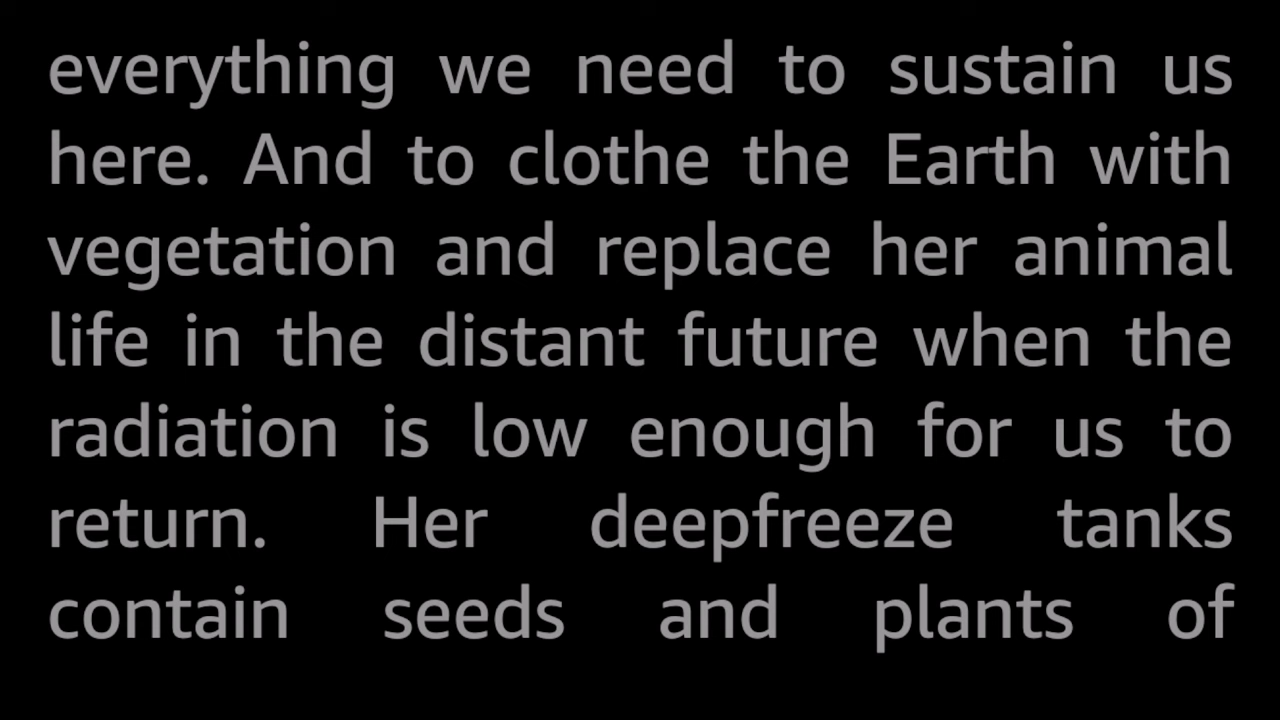 everything we need to sustain us
here. And to clothe the Earth with
vegetation and replace her animal
life in the distant future when the
radiation is low enough for us to
return. Her deepfreeze tanks
contain seeds and plants of